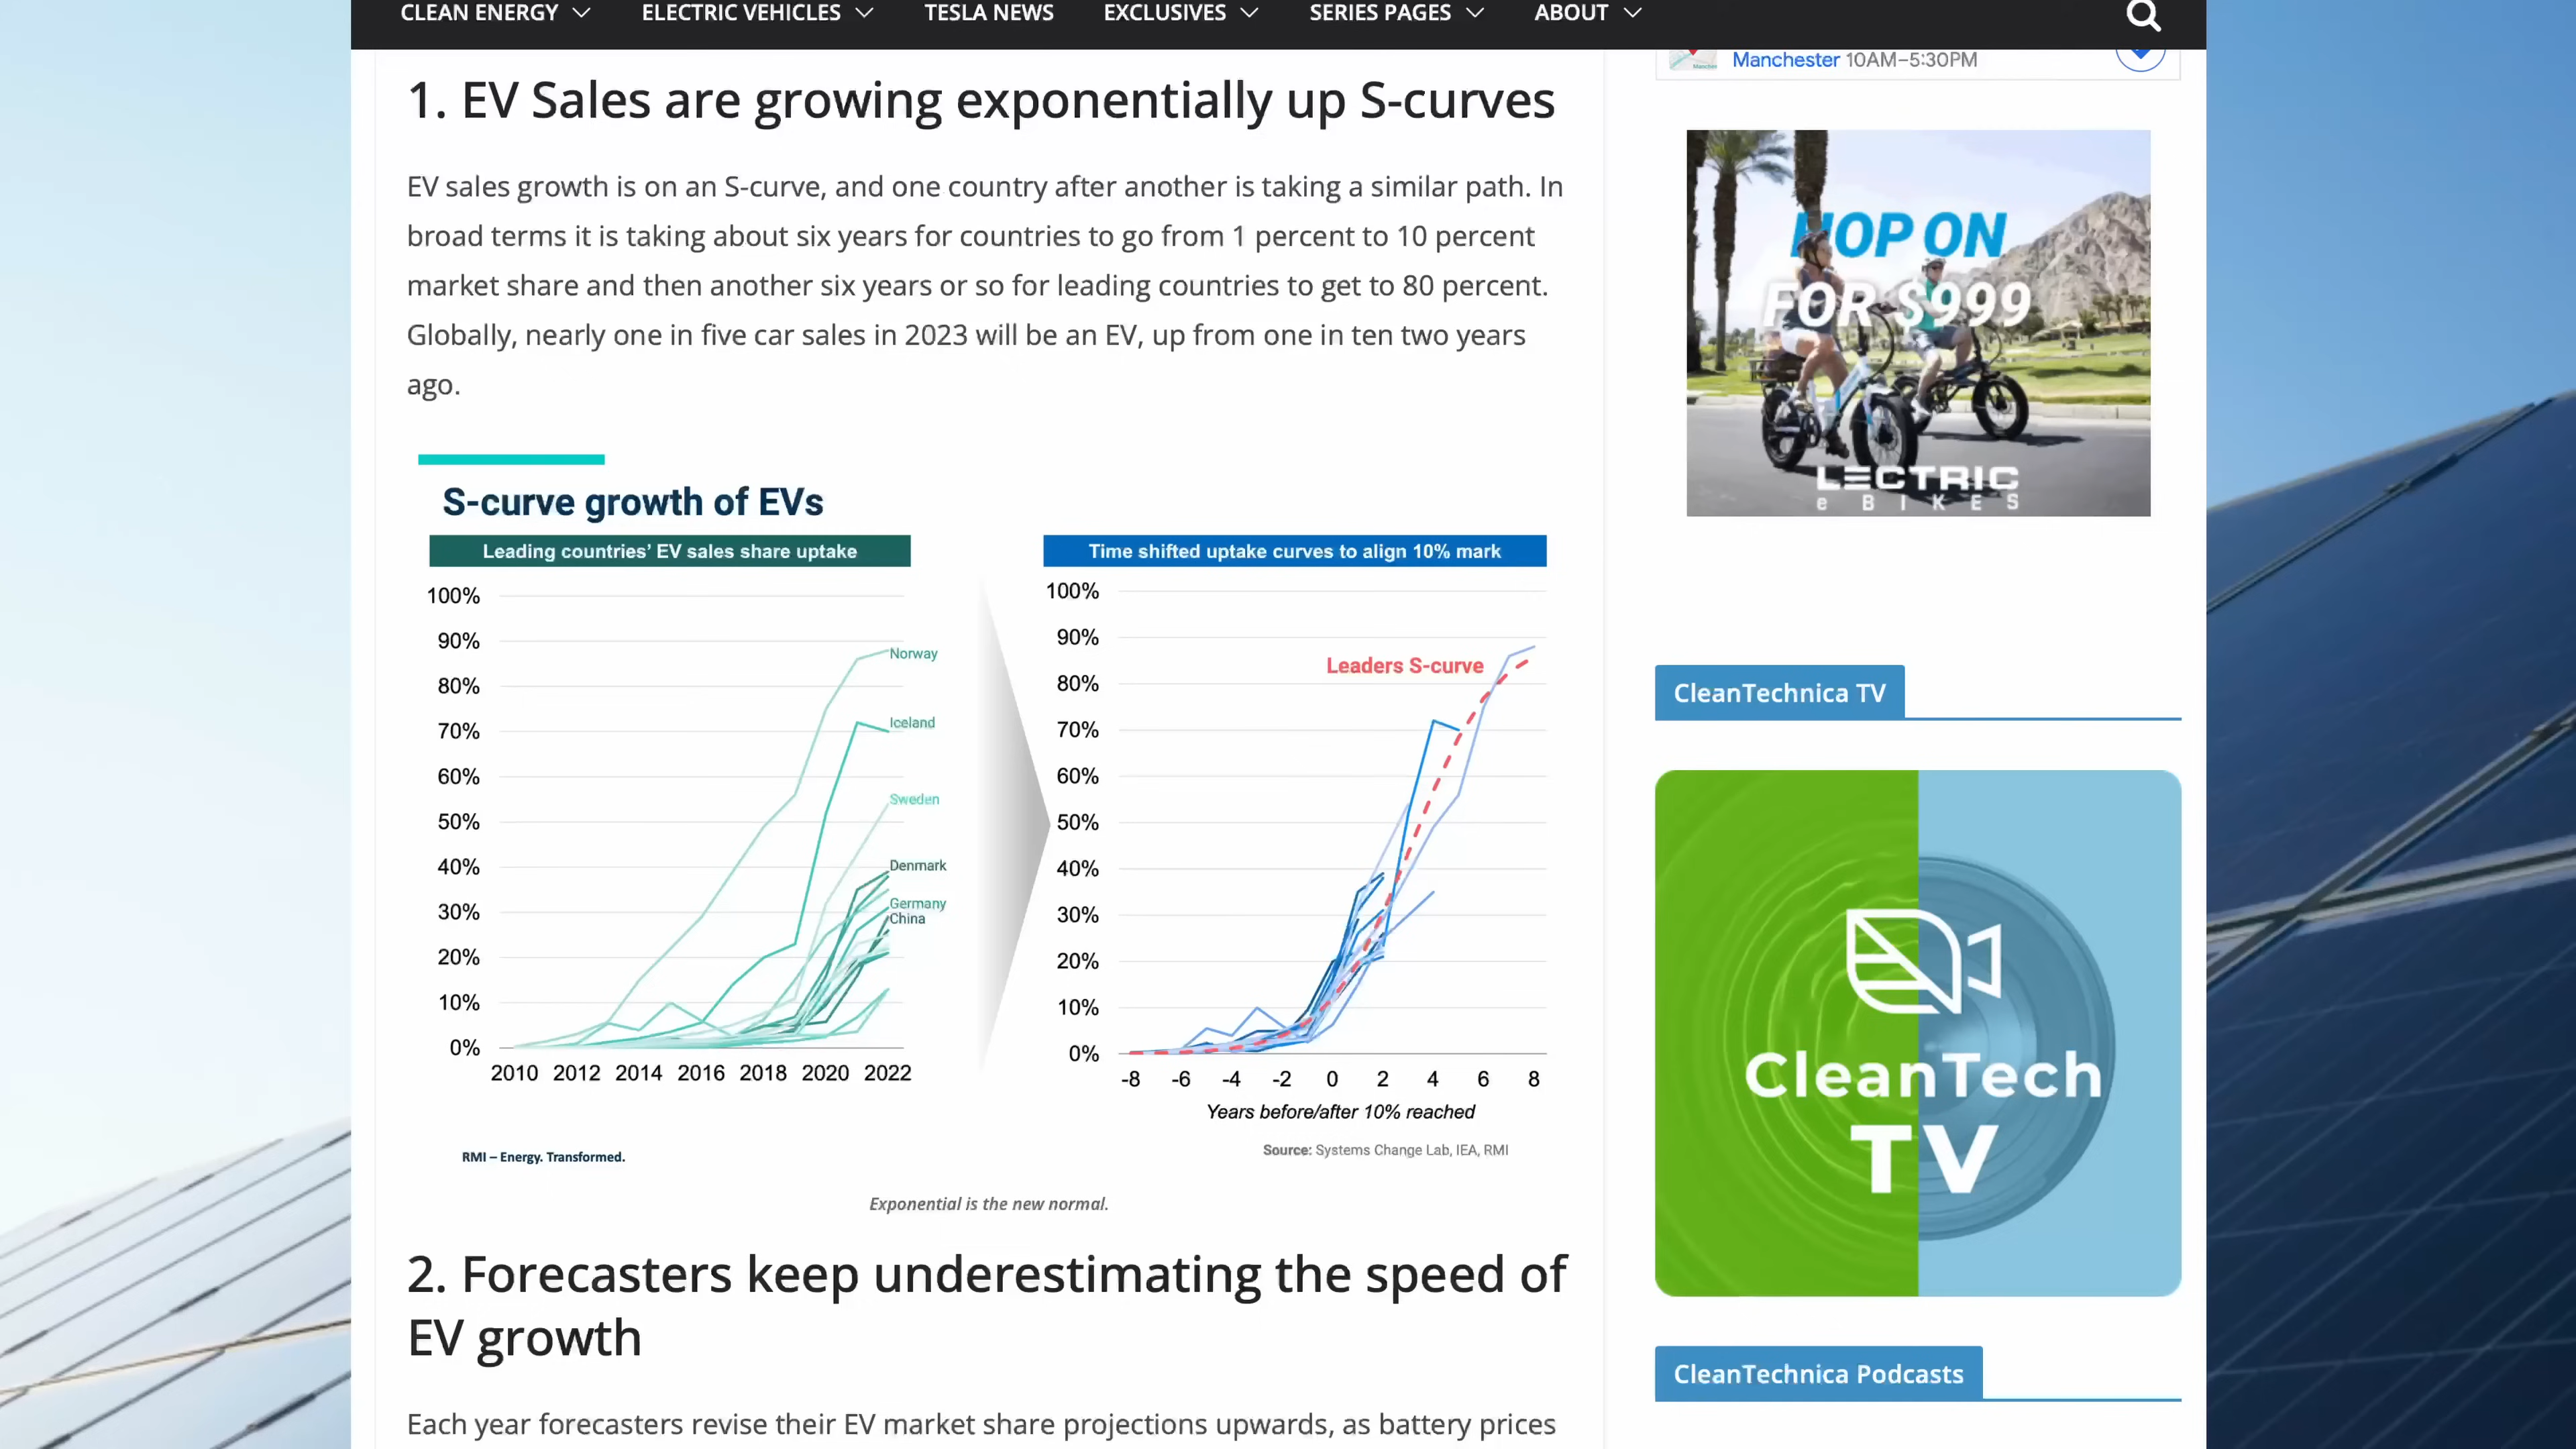 CLEAN ENERGY
ELECTRIC VEHICLES
TESLA NEWS
EXCLUSIVES
SERIES PAGES
ABOUT
Manchester 10AM–5:30PM
1. EV Sales are growing exponentially up S-curves
EV sales growth is on an S-curve, and one country after another is taking a similar path. In
broad terms it is taking about six years for countries to go from 1 percent to 10 percent
market share and then another six years or so for leading countries to get to 80 percent.
Globally, nearly one in five car sales in 2023 will be an EV, up from one in ten two years
ago.
S-curve growth of EVs
Leading countries' EV sales share uptake
100%
90%
80%
70%
60%
50%
40%
30%
20%
10%
0%
Norway
Iceland
Sweden
Denmark
Germany
China
2010 2012 2014 2016 2018 2020 2022
RMI – Energy. Transformed.
Time shifted uptake curves to align 10% mark
100%
90%
80%
70%
60%
50%
40%
30%
20%
10%
0%
Leaders S-curve
-8 -6 -4 -2 0 2 4 6 8
Years before/after 10% reached
Source: Systems Change Lab, IEA, RMI
Exponential is the new normal.
2. Forecasters keep underestimating the speed of
EV growth
Each year forecasters revise their EV market share projections upwards, as battery prices
HOP ON
FOR $999
LECTRIC
eBIKES
CleanTechnica TV
CleanTech
TV
CleanTechnica Podcasts